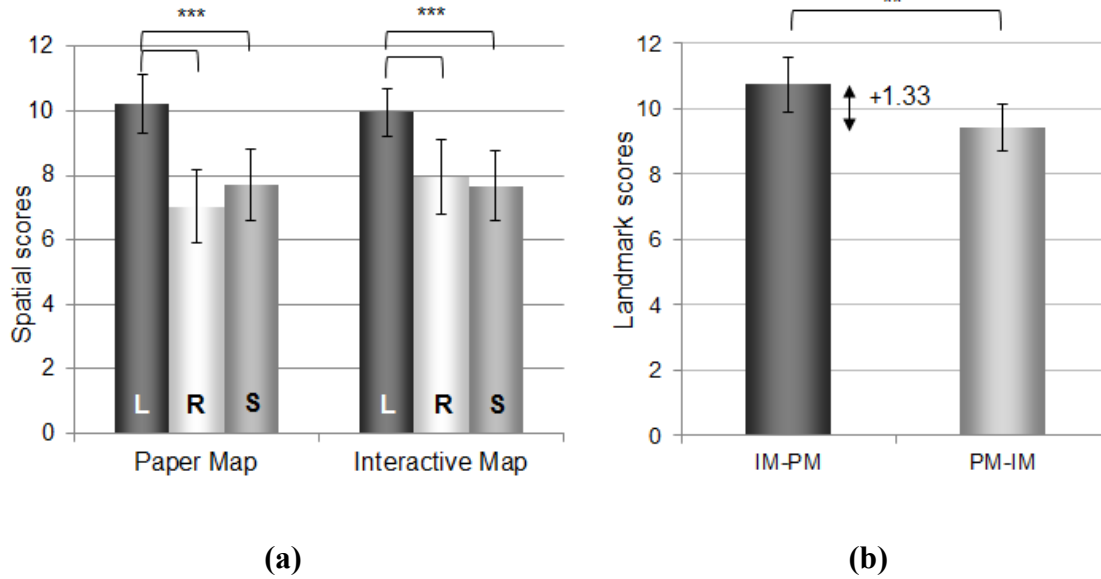 ***
***
12
10
8
6
4
2
0
Spatial scores
L
R
S
L
R
S
Paper Map
Interactive Map
**
12
10
8
6
4
2
0
Landmark scores
+1.33
IM-PM
PM-IM
(a)
(b)